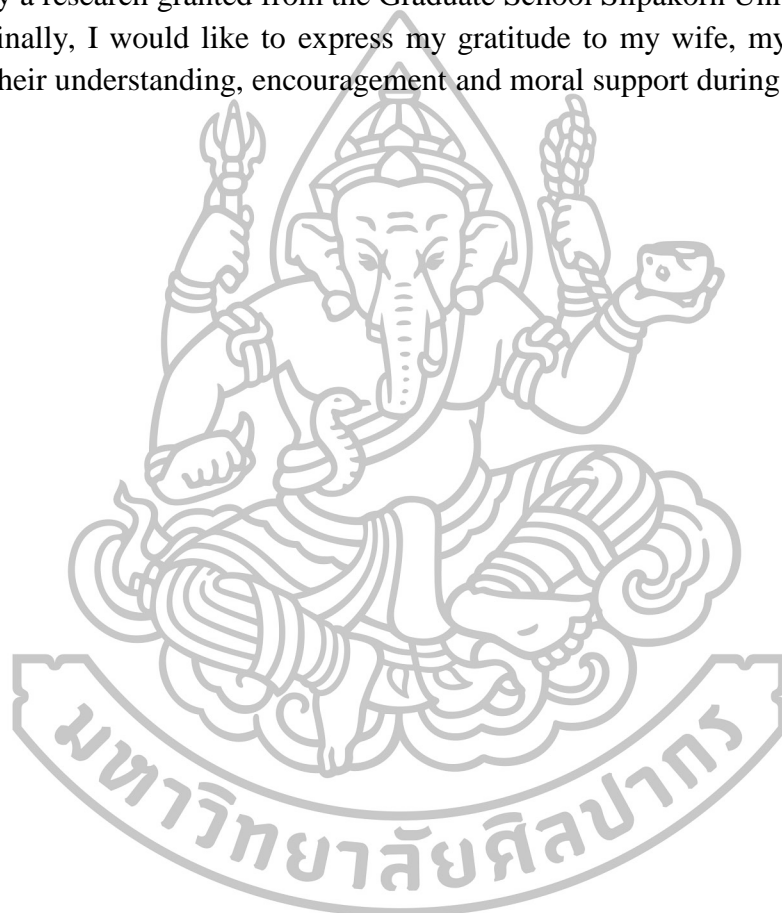 y a research granted from the Graduate School Silpakorn Uni
inally, I would like to express my gratitude to my wife, my
heir understanding, encouragement and moral support during
มหาวิทยาลัยศิลปากร